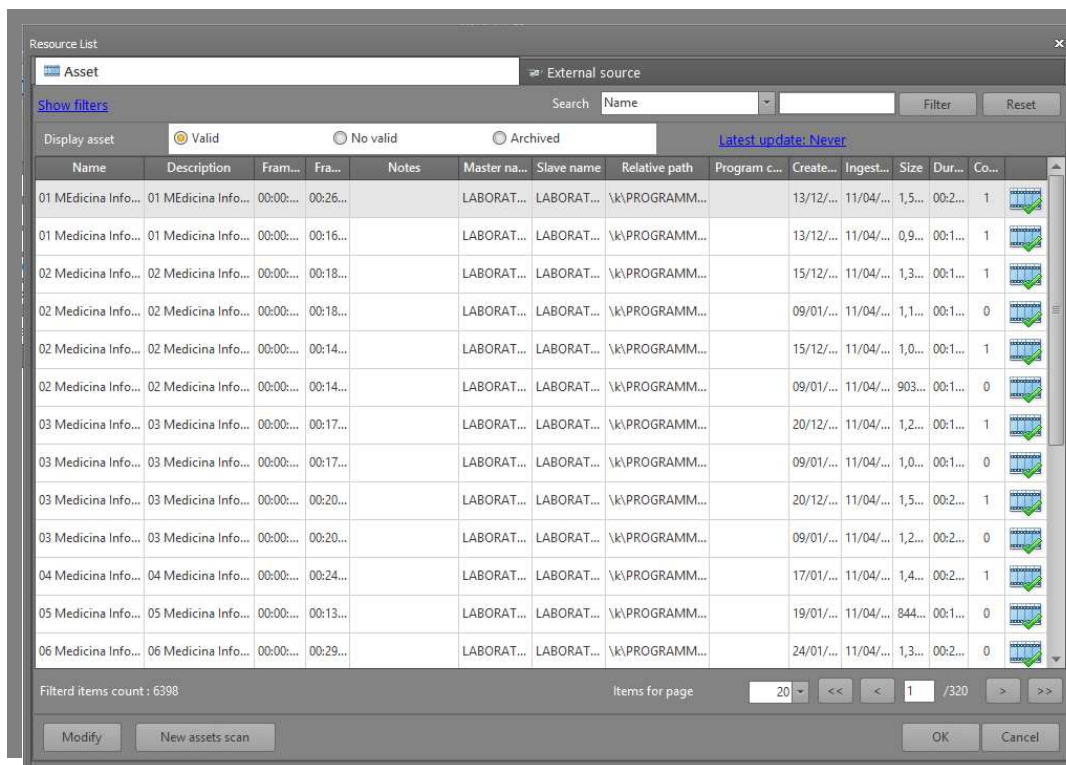 Resource List
Asset External source
Show filters Search Name Filter Reset
Display asset Valid No valid Archived Latest update: Never
Name Description Fram... Fra... Notes Master na... Slave name Relative path Program c... Create... Ingest... Size Dur... Co...
01 MEdicina Info... 01 MEdicina Info... 00:00:... 00:26... LABORAT... LABORAT... \k\PROGRAMM... 13/12/... 11/04/... 1,5... 00:2... 1
01 Medicina Info... 01 Medicina Info... 00:00:... 00:16... LABORAT... LABORAT... \k\PROGRAMM... 13/12/... 11/04/... 0,9... 00:1... 1
02 Medicina Info... 02 Medicina Info... 00:00:... 00:18... LABORAT... LABORAT... \k\PROGRAMM... 15/12/... 11/04/... 1,3... 00:1... 1
02 Medicina Info... 02 Medicina Info... 00:00:... 00:18... LABORAT... LABORAT... \k\PROGRAMM... 09/01/... 11/04/... 1,1... 00:1... 0
02 Medicina Info... 02 Medicina Info... 00:00:... 00:14... LABORAT... LABORAT... \k\PROGRAMM... 15/12/... 11/04/... 1,0... 00:1... 1
02 Medicina Info... 02 Medicina Info... 00:00:... 00:14... LABORAT... LABORAT... \k\PROGRAMM... 09/01/... 11/04/... 903... 00:1... 0
03 Medicina Info... 03 Medicina Info... 00:00:... 00:17... LABORAT... LABORAT... \k\PROGRAMM... 20/12/... 11/04/... 1,2... 00:1... 1
03 Medicina Info... 03 Medicina Info... 00:00:... 00:17... LABORAT... LABORAT... \k\PROGRAMM... 09/01/... 11/04/... 1,0... 00:1... 0
03 Medicina Info... 03 Medicina Info... 00:00:... 00:20... LABORAT... LABORAT... \k\PROGRAMM... 20/12/... 11/04/... 1,5... 00:2... 1
03 Medicina Info... 03 Medicina Info... 00:00:... 00:20... LABORAT... LABORAT... \k\PROGRAMM... 09/01/... 11/04/... 1,2... 00:2... 0
04 Medicina Info... 04 Medicina Info... 00:00:... 00:24... LABORAT... LABORAT... \k\PROGRAMM... 17/01/... 11/04/... 1,4... 00:2... 1
05 Medicina Info... 05 Medicina Info... 00:00:... 00:13... LABORAT... LABORAT... \k\PROGRAMM... 19/01/... 11/04/... 844... 00:1... 0
06 Medicina Info... 06 Medicina Info... 00:00:... 00:29... LABORAT... LABORAT... \k\PROGRAMM... 24/01/... 11/04/... 1,3... 00:2... 0
Filterd items count : 6398 Items for page 20 << < 1 /320 > >>
Modify New assets scan OK Cancel